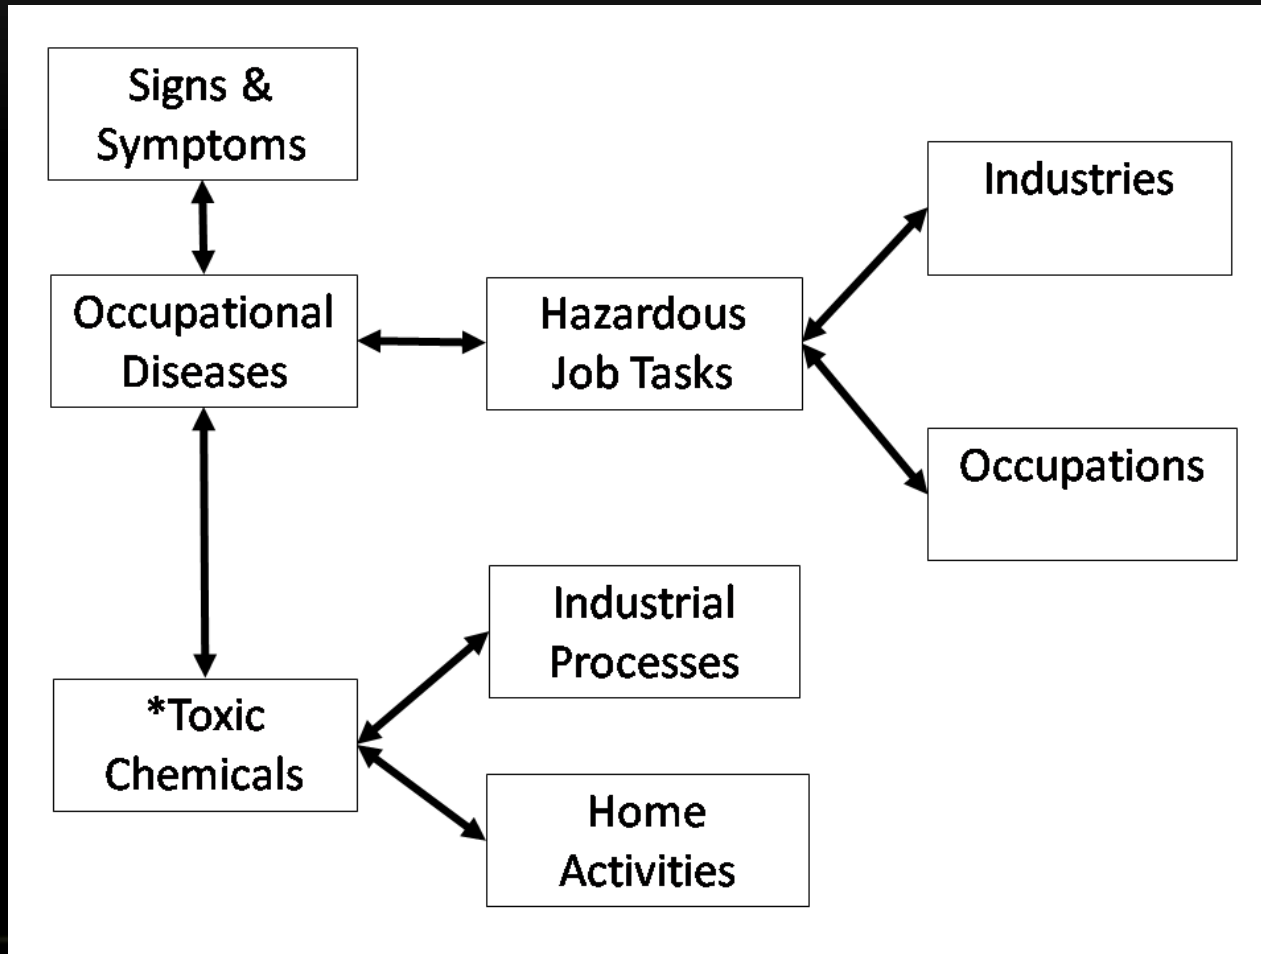 Signs &
Symptoms
Industries
Occupational
Diseases
Hazardous
Job Tasks
Occupations
Industrial
Processes
*Toxic
Chemicals
Home
Activities